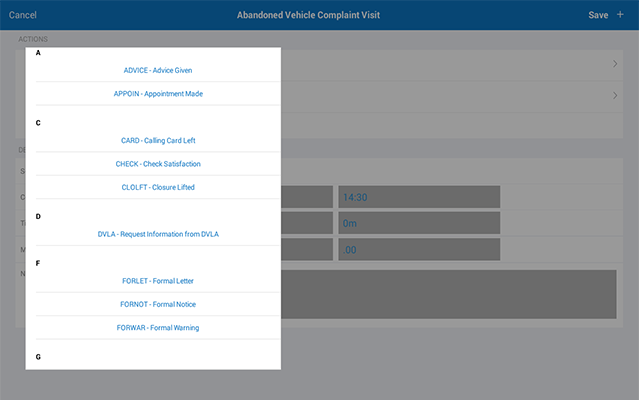 Cancel Abandoned Vehicle Complaint Visit Save +
ACTIONS
A
ADVICE - Advice Given
APPOIN - Appointment Made
C
CARD - Calling Card Left
CHECK - Check Satisfaction
CLOLFT - Closure Lifted
D
DVLA - Request Information from DVLA
F
FORLET - Formal Letter
FORNOT - Formal Notice
FORWAR - Formal Warning
G
14:30
0m
.00